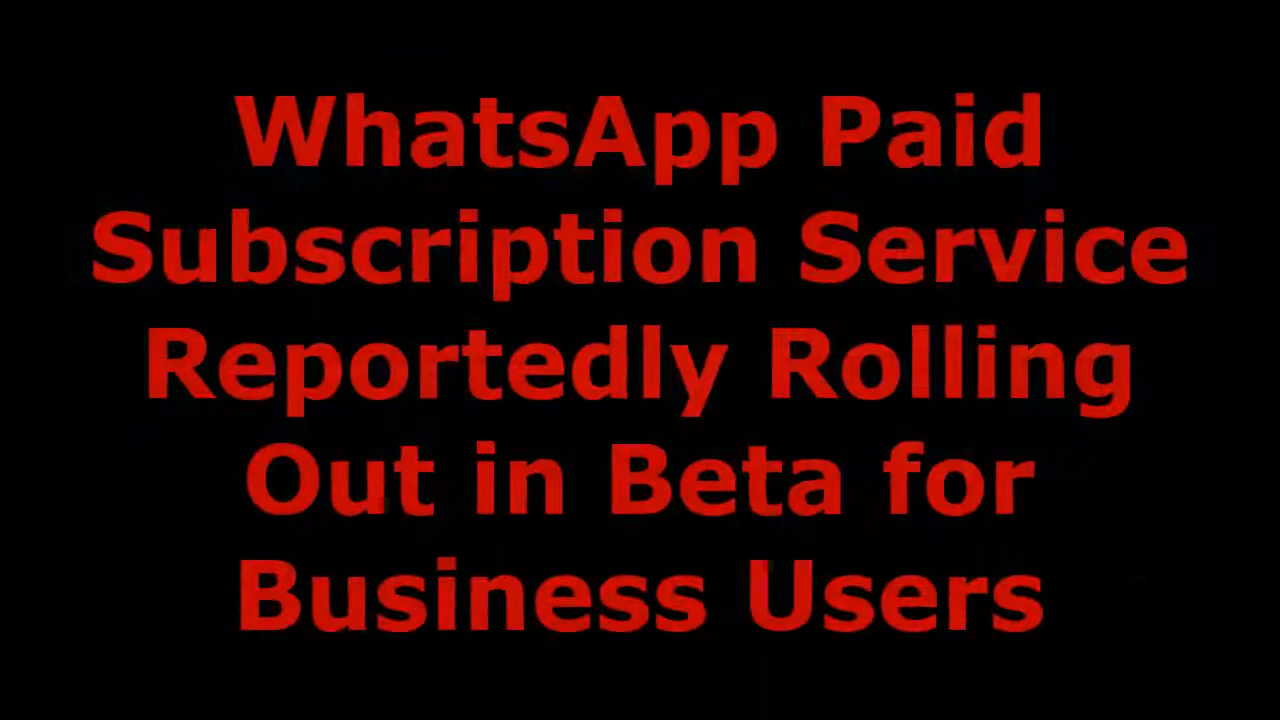 WhatsApp Paid
Subscription Service
Reportedly Rolling
Out in Beta for
Business Users